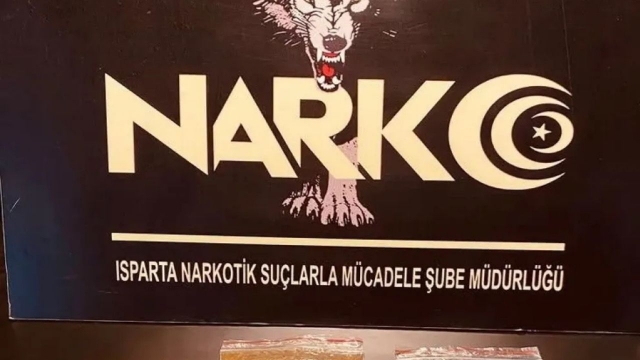 NARKO
ISPARTA NARKOTİK SUÇLARLA MÜCADELE ŞUBE MÜDÜRLÜĞÜ